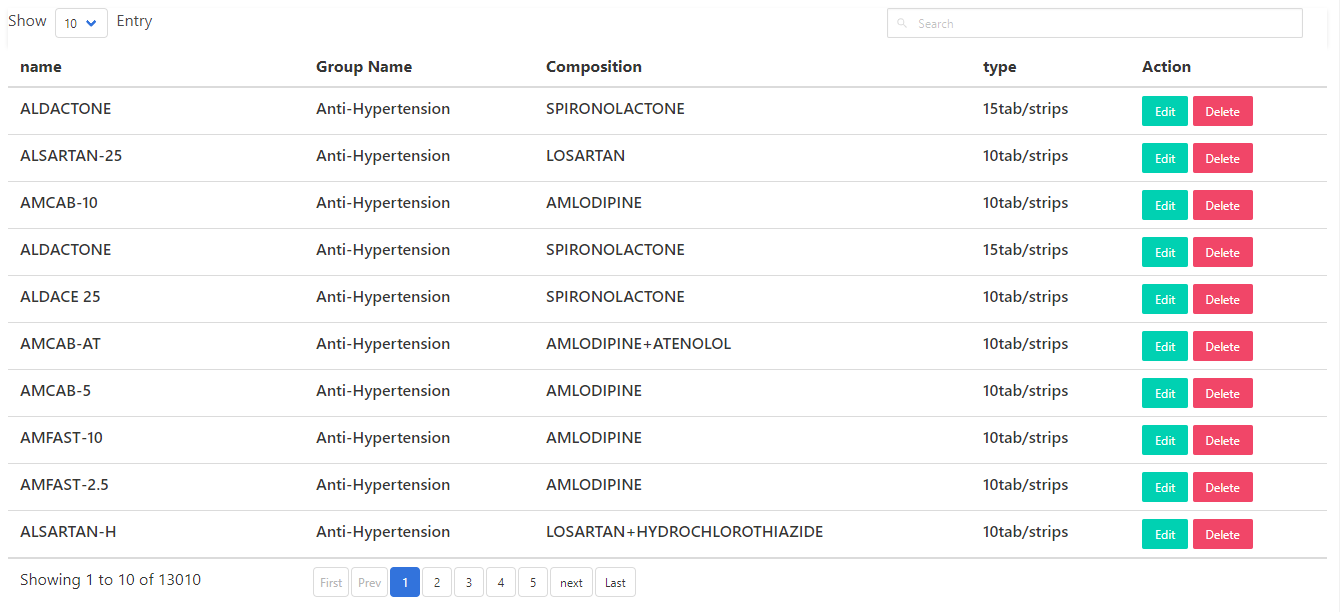 Show 10 Entry Search
name Group Name Composition type Action
ALDACTONE Anti-Hypertension SPIRONOLACTONE 15tab/strips Edit Delete
ALSARTAN-25 Anti-Hypertension LOSARTAN 10tab/strips Edit Delete
AMCAB-10 Anti-Hypertension AMLODIPINE 10tab/strips Edit Delete
ALDACTONE Anti-Hypertension SPIRONOLACTONE 15tab/strips Edit Delete
ALDACE 25 Anti-Hypertension SPIRONOLACTONE 10tab/strips Edit Delete
AMCAB-AT Anti-Hypertension AMLODIPINE+ATENOLOL 10tab/strips Edit Delete
AMCAB-5 Anti-Hypertension AMLODIPINE 10tab/strips Edit Delete
AMFAST-10 Anti-Hypertension AMLODIPINE 10tab/strips Edit Delete
AMFAST-2.5 Anti-Hypertension AMLODIPINE 10tab/strips Edit Delete
ALSARTAN-H Anti-Hypertension LOSARTAN+HYDROCHLOROTHIAZIDE 10tab/strips Edit Delete
Showing 1 to 10 of 13010 First Prev 1 2 3 4 5 next Last